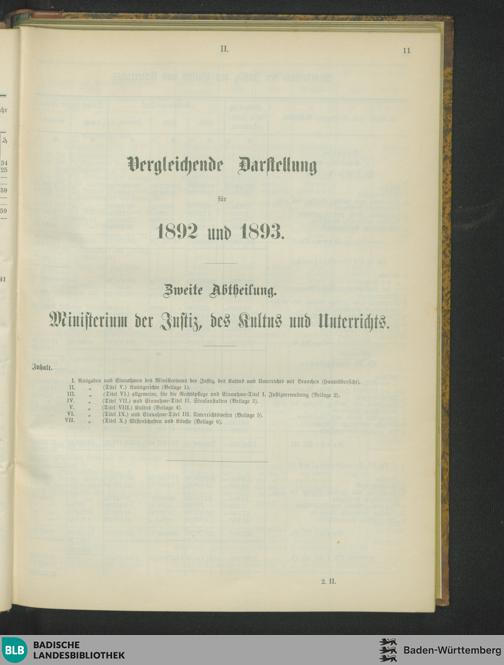 II.
11
Vergleichende Darstellung
für
1892 und 1893.
Zweite Abtheilung.
Ministerium der Justiz, des Kultus und Unterrichts.
Inhalt.
I. Ausgaben und Einnahmen des Ministeriums der Justiz, des Kultus und Unterrichts mit Branchen (Hauptübersicht).
II. „ (Titel V.) Amtsgerichte (Beilage 1).
III. „ (Titel VI.) allgemeine, für die Rechtspflege und Einnahme-Titel I. Justizverwaltung (Beilage 2).
IV. „ (Titel VII.) und Einnahme-Titel II. Strafanstalten (Beilage 3).
V. „ (Titel VIII.) Kultus (Beilage 4).
VI. „ (Titel IX.) und Einnahme-Titel III. Unterrichtswesen (Beilage 5).
VII. „ (Titel X.) Wissenschaften und Künste (Beilage 6).
2. II.
BLB BADISCHE
LANDESBIBLIOTHEK
Baden-Württemberg